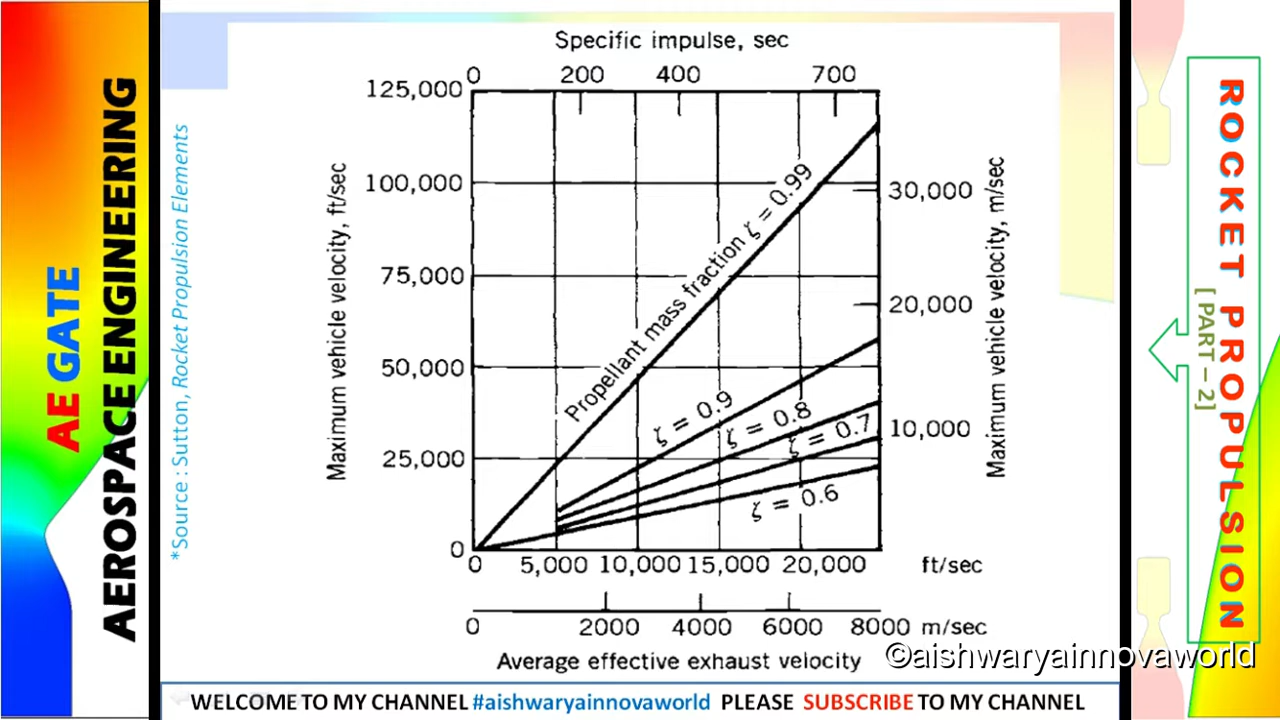 AE GATE
AEROSPACE ENGINEERING
*Source : Sutton, Rocket Propulsion Elements
Specific impulse, sec
0 200 400 700
125,000
100,000
75,000
50,000
25,000
0
Maximum vehicle velocity, ft/sec
Propellant mass fraction ζ = 0.99
ζ = 0.9
ζ = 0.8
ζ = 0.7
ζ = 0.6
30,000
20,000
10,000
Maximum vehicle velocity, m/sec
0 5,000 10,000 15,000 20,000 ft/sec
0 2000 4000 6000 8000 m/sec
Average effective exhaust velocity
ROCKET PROPULSION
[ PART – 2]
©aishwaryainnovaworld
WELCOME TO MY CHANNEL #aishwaryainnovaworld PLEASE SUBSCRIBE TO MY CHANNEL